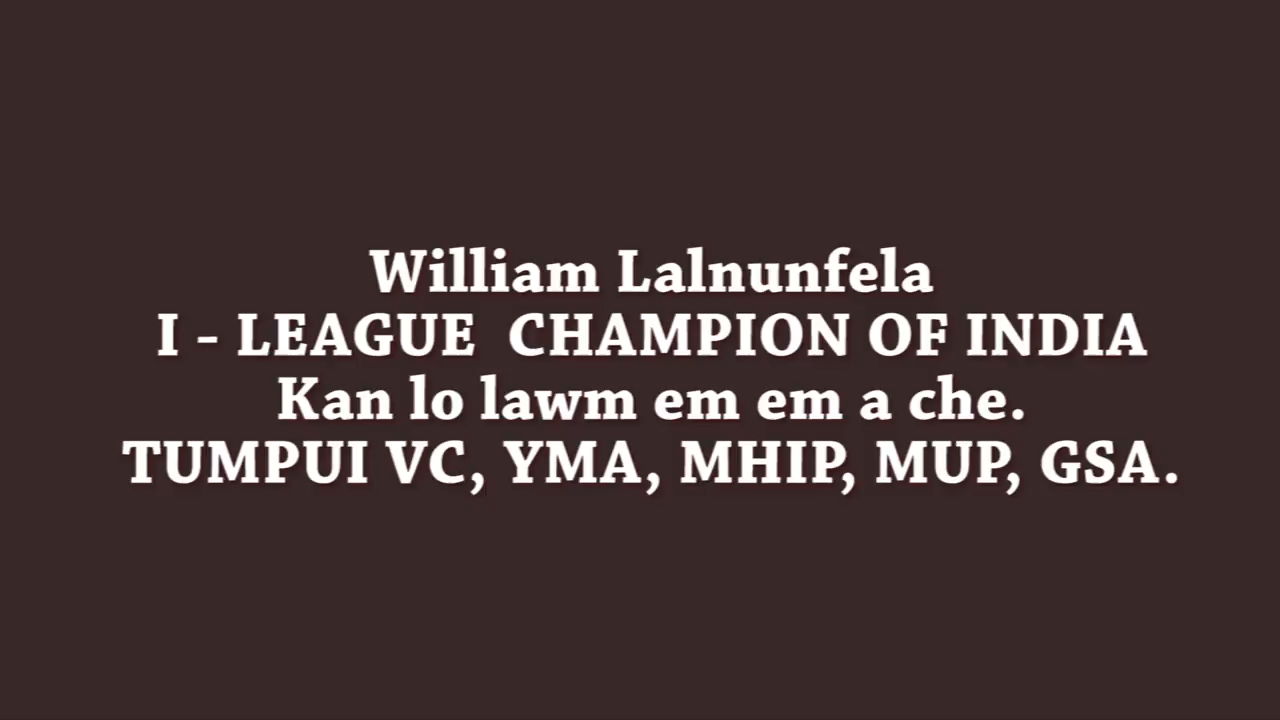 William Lalnunfela
I - LEAGUE CHAMPION OF INDIA
Kan lo lawm em em a che.
TUMPUI VC, YMA, MHIP, MUP, GSA.